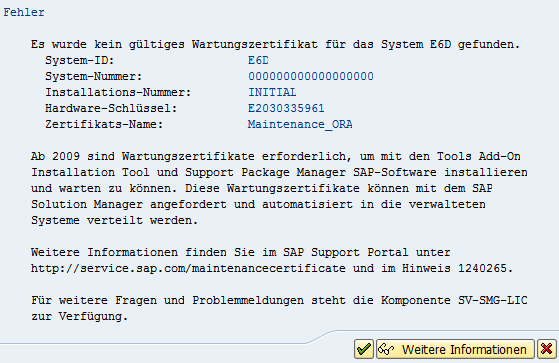 Fehler
Es wurde kein gültiges Wartungszertifikat für das System E6D gefunden.
System-ID: E6D
System-Nummer: 000000000000000000
Installations-Nummer: INITIAL
Hardware-Schlüssel: E2030335961
Zertifikats-Name: Maintenance_ORA
Ab 2009 sind Wartungszertifikate erforderlich, um mit den Tools Add-On
Installation Tool und Support Package Manager SAP-Software installieren
und warten zu können. Diese Wartungszertifikate können mit dem SAP
Solution Manager angefordert und automatisiert in die verwalteten
Systeme verteilt werden.
Weitere Informationen finden Sie im SAP Support Portal unter
http://service.sap.com/maintenancecertificate und im Hinweis 1240265.
Für weitere Fragen und Problemmeldungen steht die Komponente SV-SMG-LIC
zur Verfügung.
Weitere Informationen